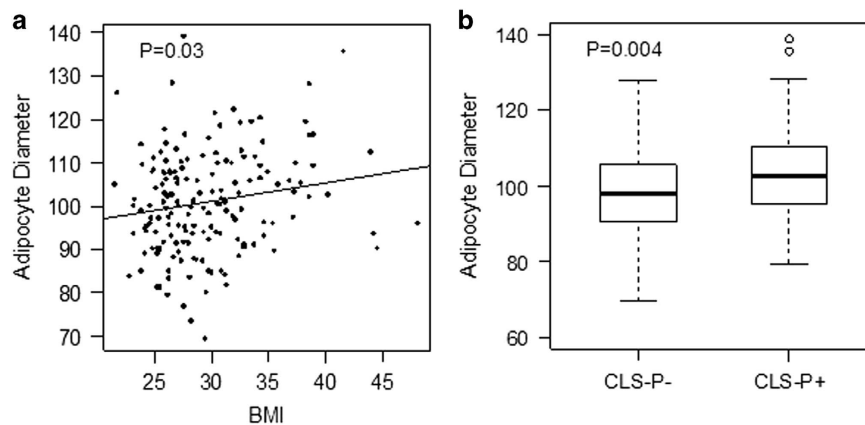 a
P=0.03
Adipocyte Diameter
140
130
120
110
100
90
80
70
25 30 35 40 45
BMI
b
P=0.004
Adipocyte Diameter
140
120
100
80
60
CLS-P- CLS-P+